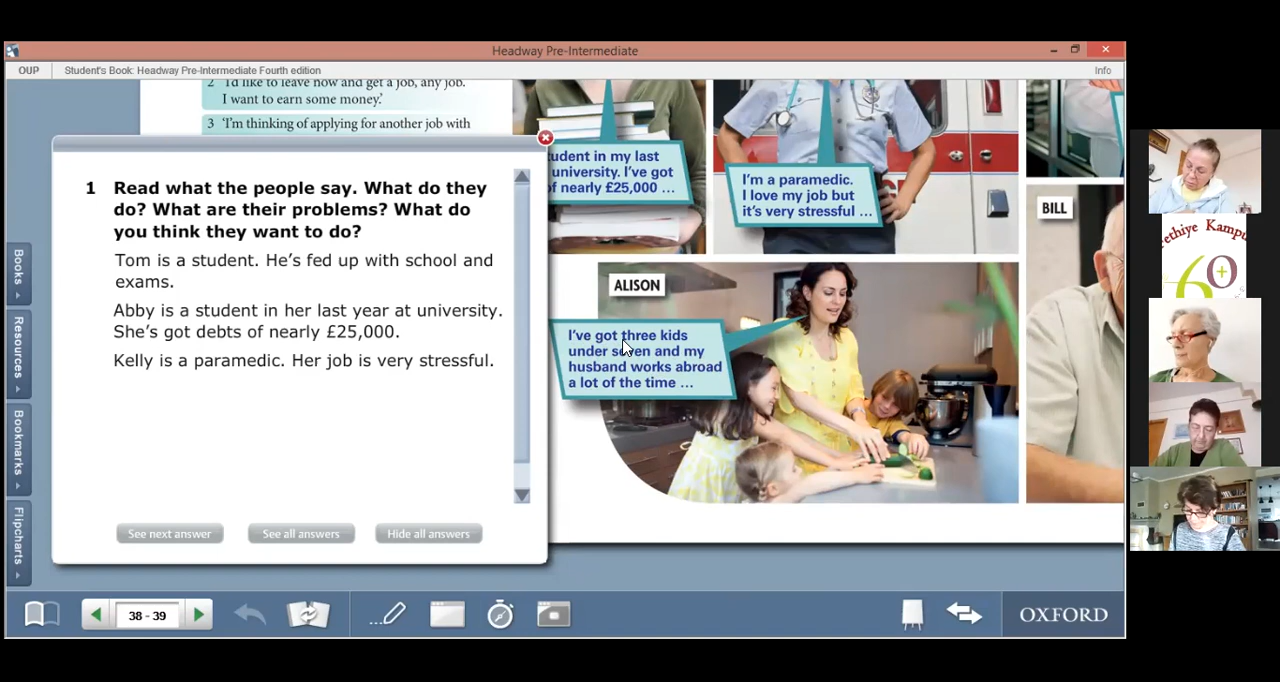 Headway Pre-Intermediate
OUP
Student's Book: Headway Pre-Intermediate Fourth edition
Info
2 'I'd like to leave now and get a job, any job.
I want to earn some money.'
3 'I'm thinking of applying for another job with
1 Read what the people say. What do they
do? What are their problems? What do
you think they want to do?
Tom is a student. He's fed up with school and
exams.
Abby is a student in her last year at university.
She's got debts of nearly £25,000.
Kelly is a paramedic. Her job is very stressful.
See next answer
See all answers
Hide all answers
Books
Resources
Bookmarks
Flipcharts
in my last
university. I've got
of nearly £25,000 ...
I'm a paramedic.
I love my job but
it's very stressful ...
BILL
ALISON
I've got three kids
under seven and my
husband works abroad
a lot of the time ...
38 - 39
OXFORD
Kampu
60